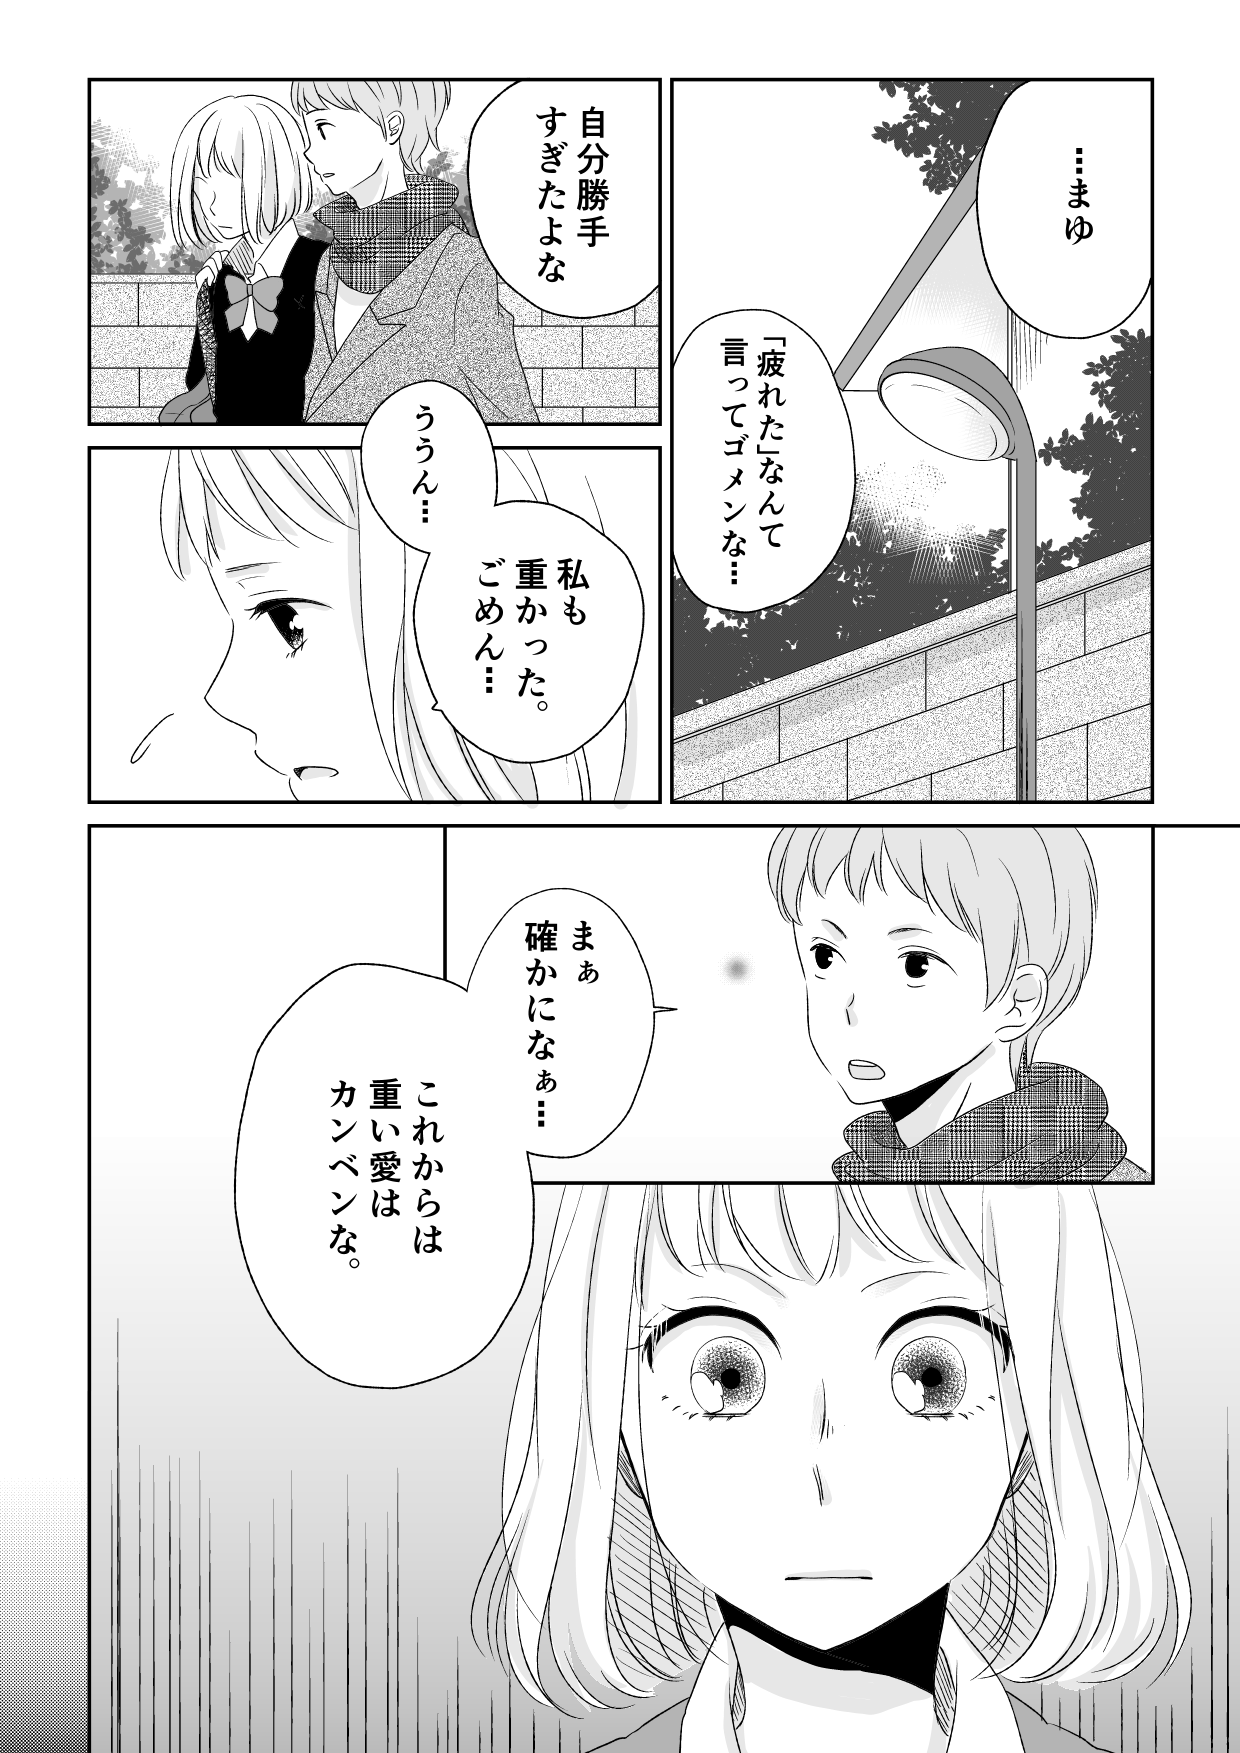 …まゆ
「疲れた」なんて
言ってゴメンな…
自分勝手
すぎたよな
ううん…
私も
重かった。
ごめん…
まぁ
確かになぁ…
これからは
重い愛は
カンベンな。